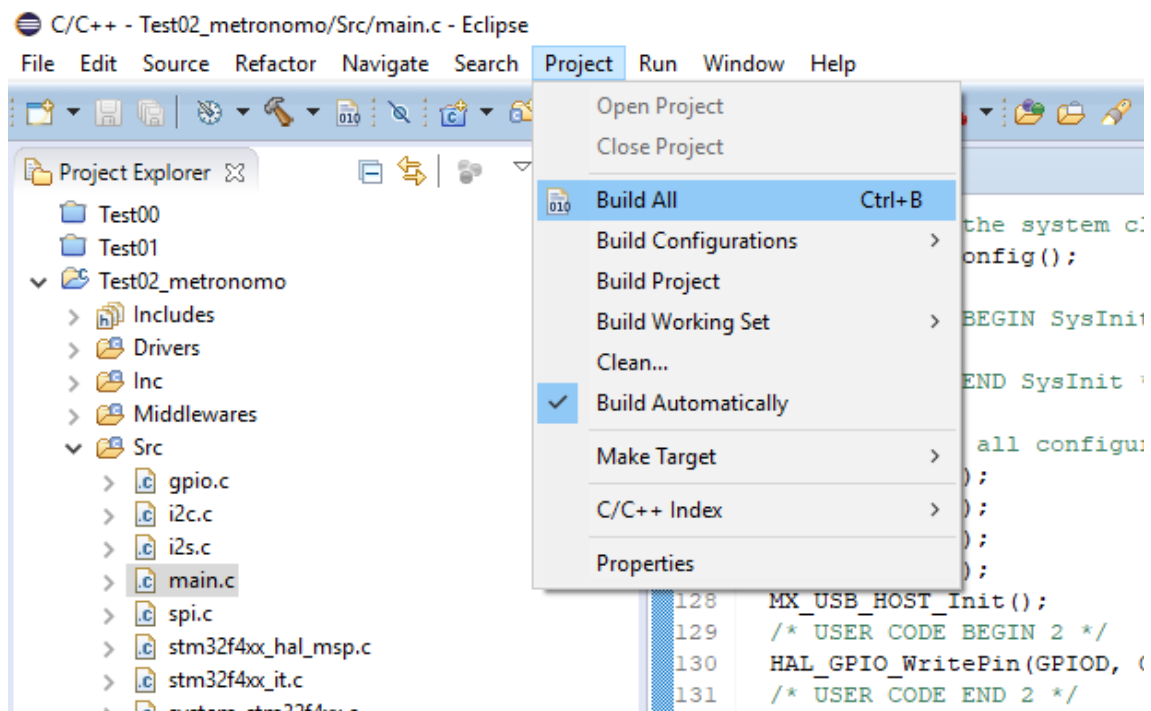 C/C++ - Test02_metronomo/Src/main.c - Eclipse
File Edit Source Refactor Navigate Search Project Run Window Help
Project Explorer
Test00
Test01
Test02_metronomo
Includes
Drivers
Inc
Middlewares
Src
gpio.c
i2c.c
i2s.c
main.c
spi.c
stm32f4xx_hal_msp.c
stm32f4xx_it.c
Open Project
Close Project
Build All Ctrl+B
Build Configurations
Build Project
Build Working Set
Clean...
Build Automatically
Make Target
C/C++ Index
Properties
the system
onfig();
BEGIN SysInit
END SysInit
all
);
);
);
);
128 MX_USB_HOST_Init();
129 /* USER CODE BEGIN 2 */
130 HAL_GPIO_WritePin(GPIOD,
131 /* USER CODE END 2 */